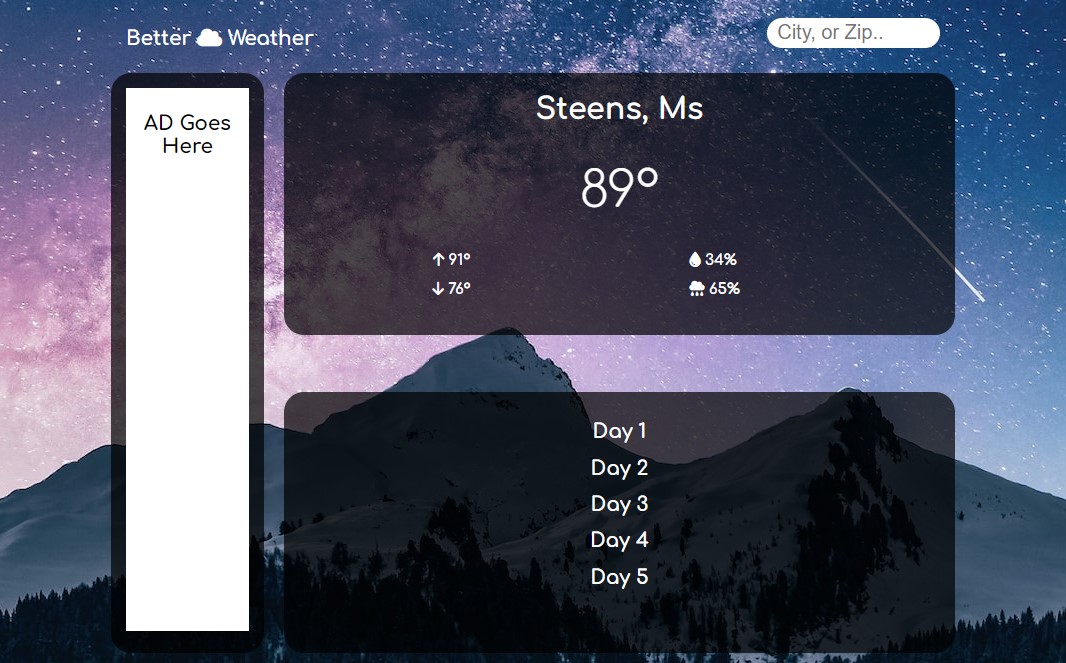 Better Weather
City, or Zip..
AD Goes
Here
Steens, Ms
89°
91°
34%
76°
65%
Day 1
Day 2
Day 3
Day 4
Day 5